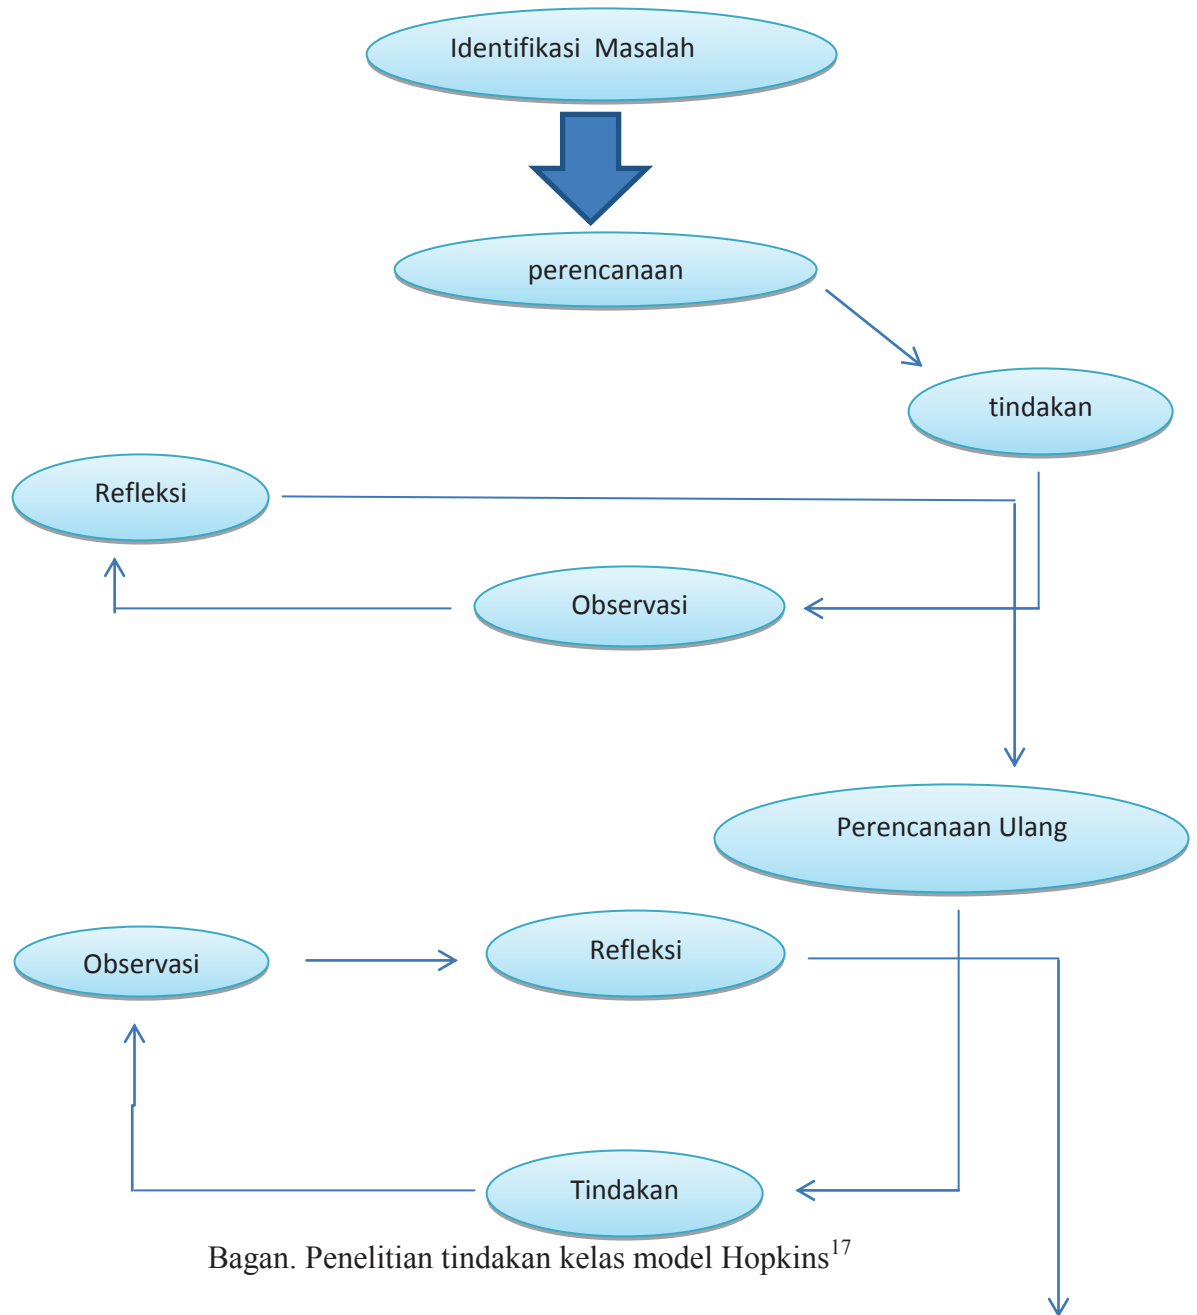 Identifikasi  Masalah
perencanaan
tindakan
Refleksi
Observasi
Perencanaan Ulang
Refleksi
Observasi
Tindakan
Bagan. Penelitian tindakan kelas model Hopkins17